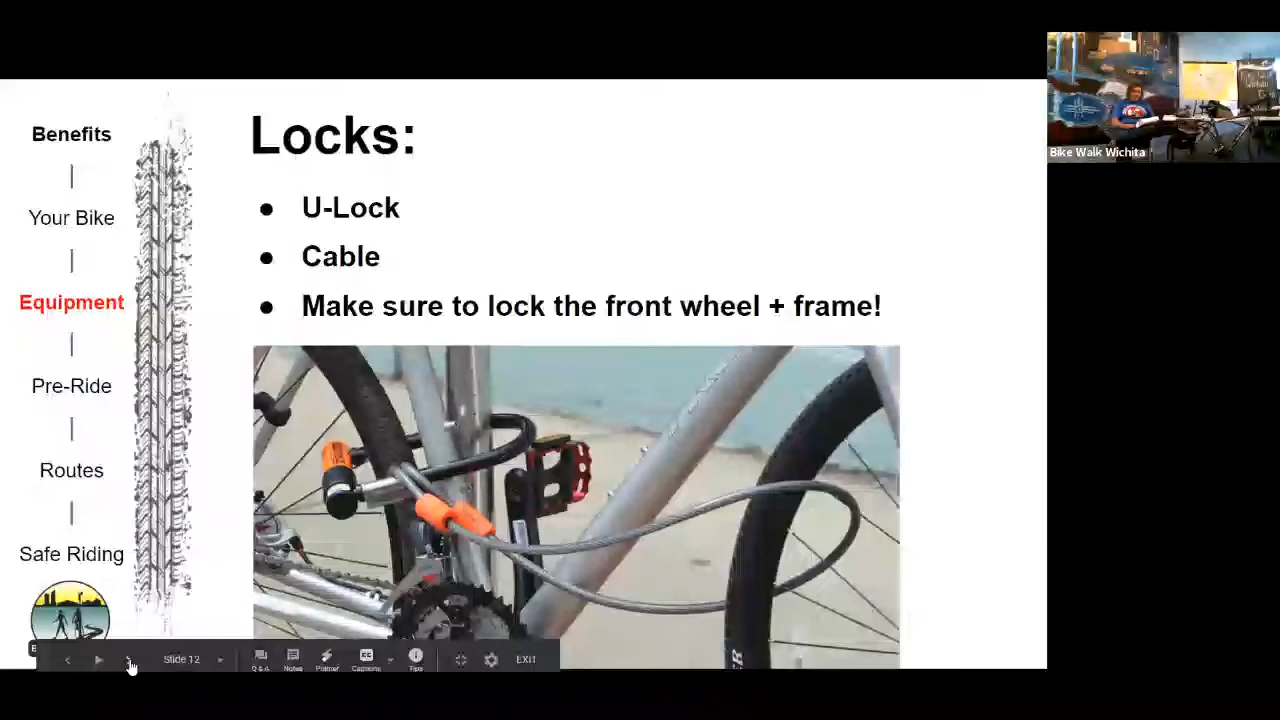 Benefits
Your Bike
Equipment
Pre-Ride
Routes
Safe Riding
Locks:
U-Lock
Cable
Make sure to lock the front wheel + frame!
Slide 12
Q & A
Notes
Pointer
Captions
Tips
EXIT
Bike Walk Wichita